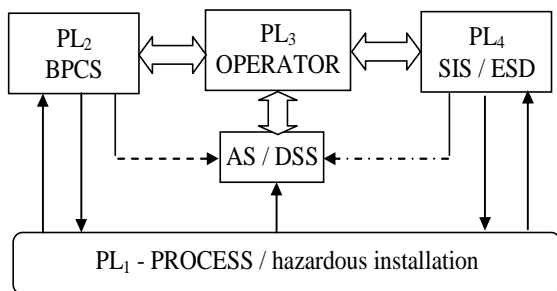 PL₂
BPCS
PL₃
OPERATOR
PL₄
SIS / ESD
AS / DSS
PL₁ - PROCESS / hazardous installation